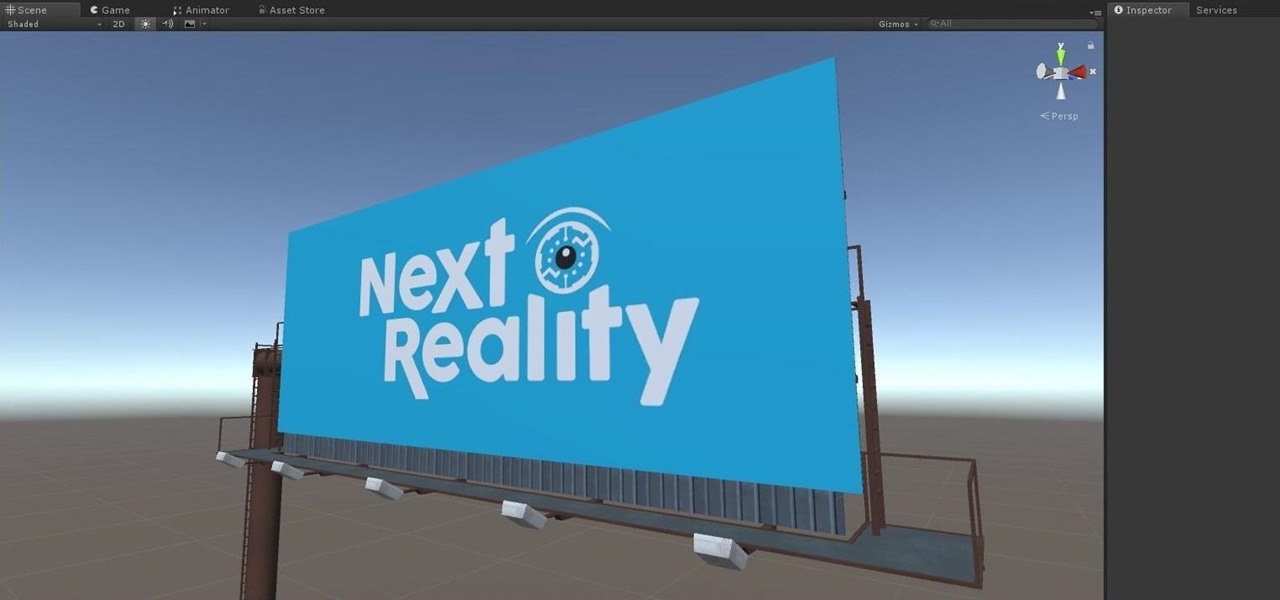 Scene
Game
Animator
Asset Store
Inspector
Services
Shaded
2D
Gizmos
All
y
x
Persp
Next
Reality